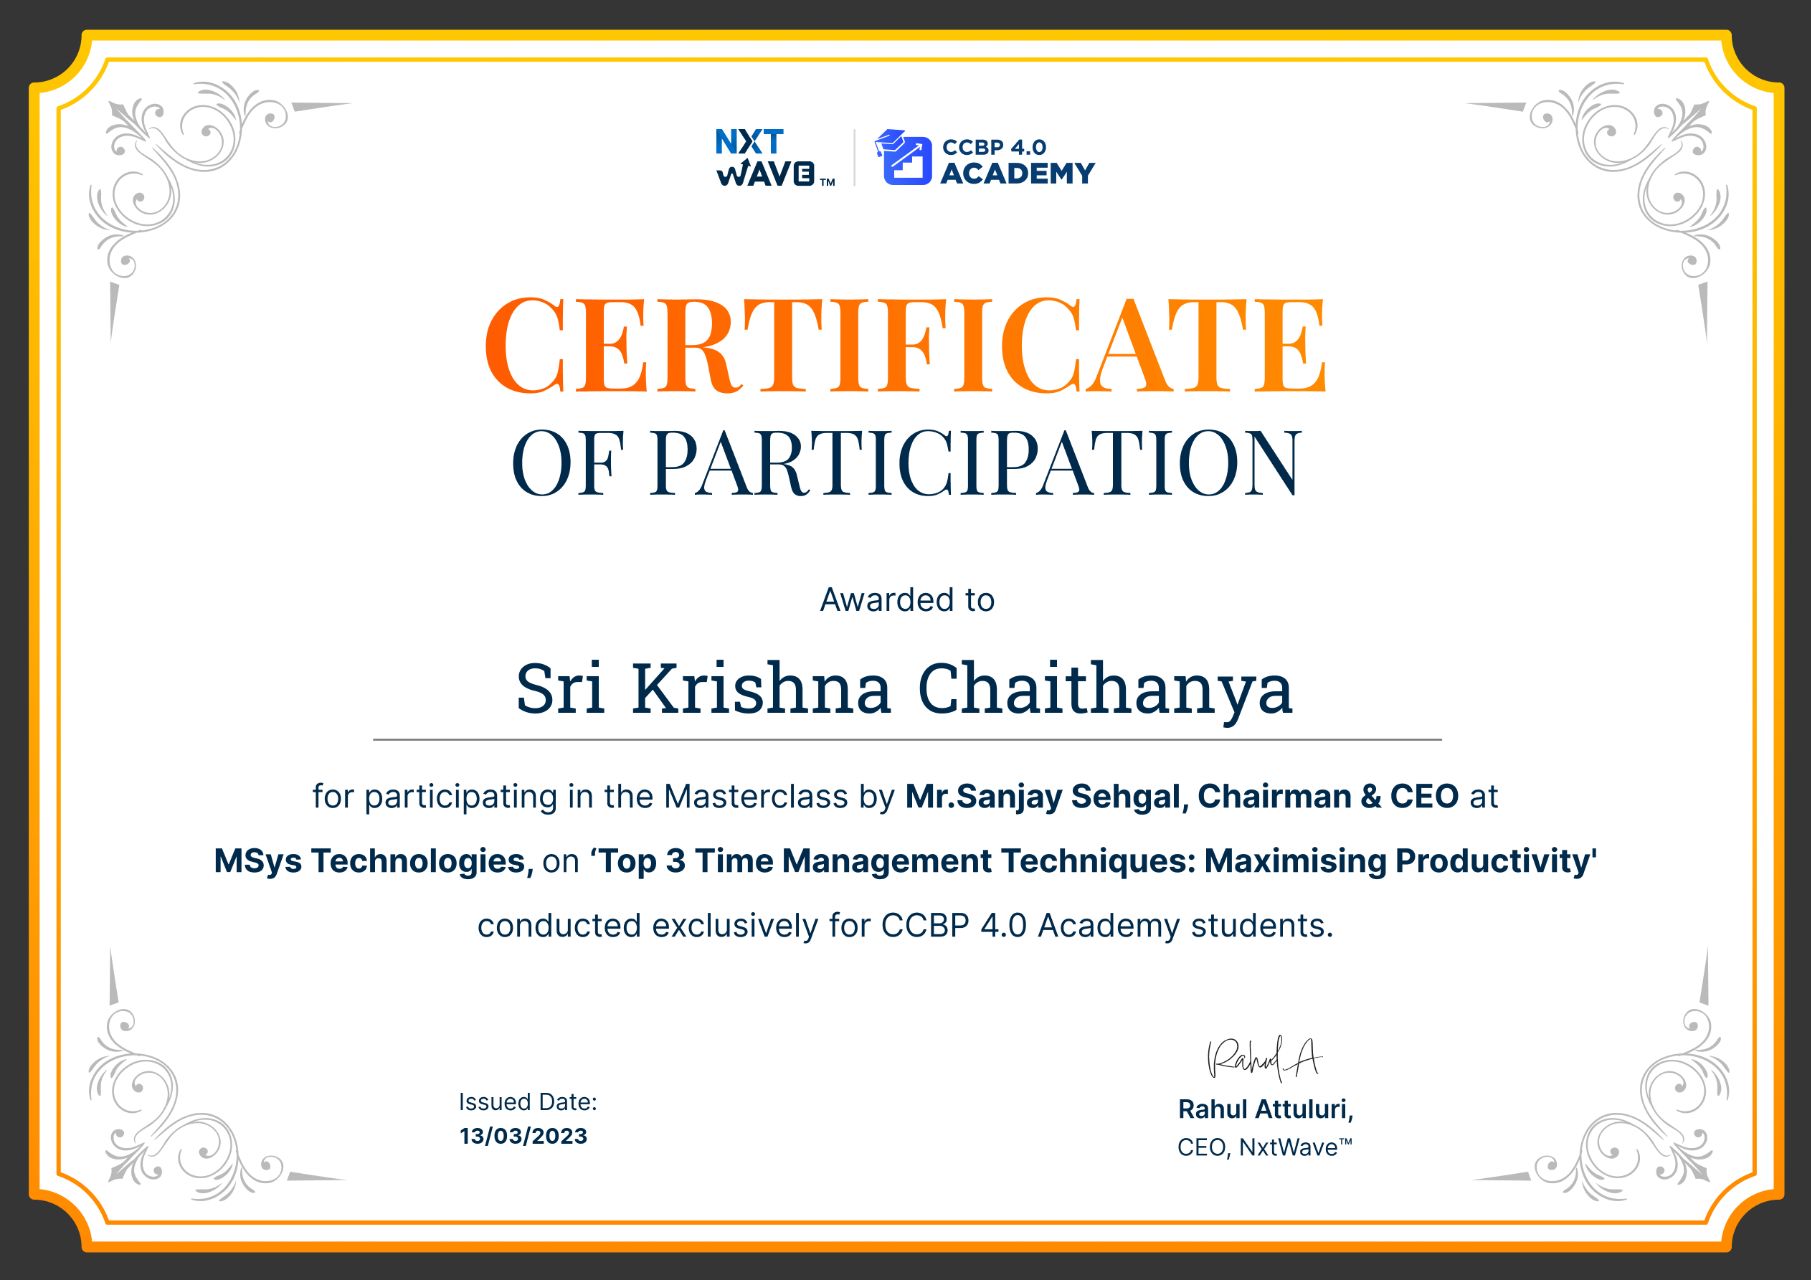 NXT
WAVE™
CCBP 4.0
ACADEMY
CERTIFICATE
OF PARTICIPATION
Awarded to
Sri Krishna Chaithanya
for participating in the Masterclass by Mr.Sanjay Sehgal, Chairman & CEO at
MSys Technologies, on ‘Top 3 Time Management Techniques: Maximising Productivity'
conducted exclusively for CCBP 4.0 Academy students.
Issued Date:
13/03/2023
Rahul A
Rahul Attuluri,
CEO, NxtWave™